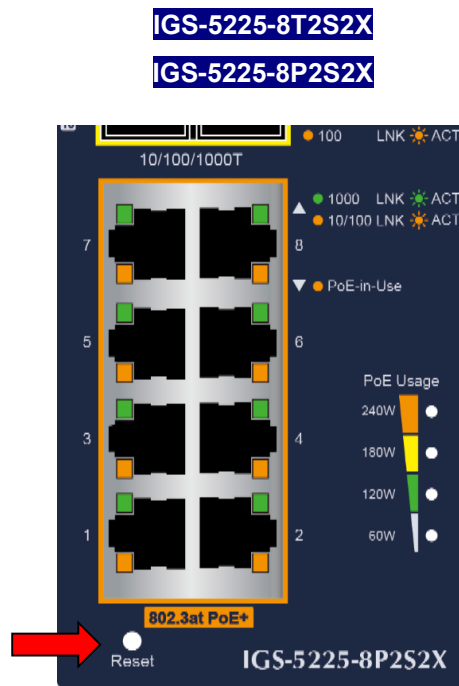 IGS-5225-8T2S2X
IGS-5225-8P2S2X
100 LNK ACT
10/100/1000T
1000 LNK ACT
10/100 LNK ACT
7
8
PoE-in-Use
5
6
PoE Usage
240W
3
4
180W
120W
1
2
60W
802.3at PoE+
Reset
IGS-5225-8P2S2X